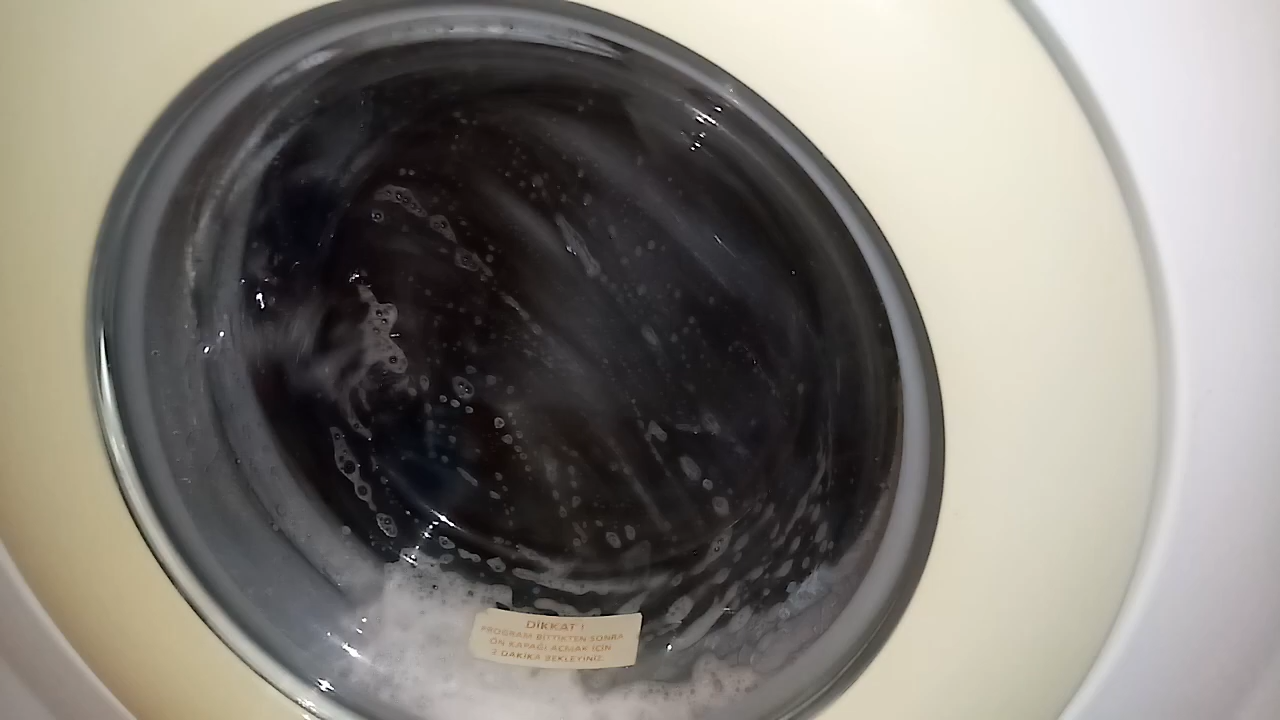 DİKKAT !
PROGRAM BİTTİKTEN SONRA
ÖN KAPAĞI AÇMAK İÇİN
2 DAKİKA BEKLEYİNİZ